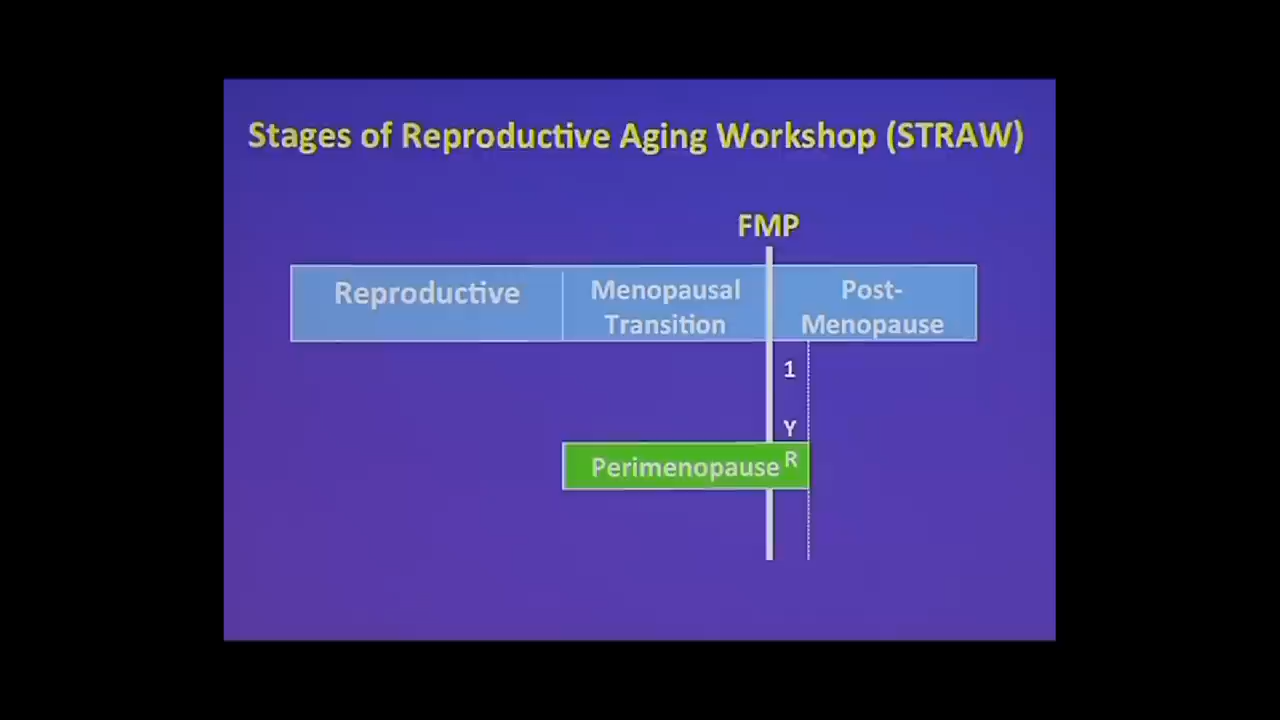 Stages of Reproductive Aging Workshop (STRAW)
FMP
Reproductive
Menopausal
Transition
Post-
Menopause
1
Y
R
Perimenopause